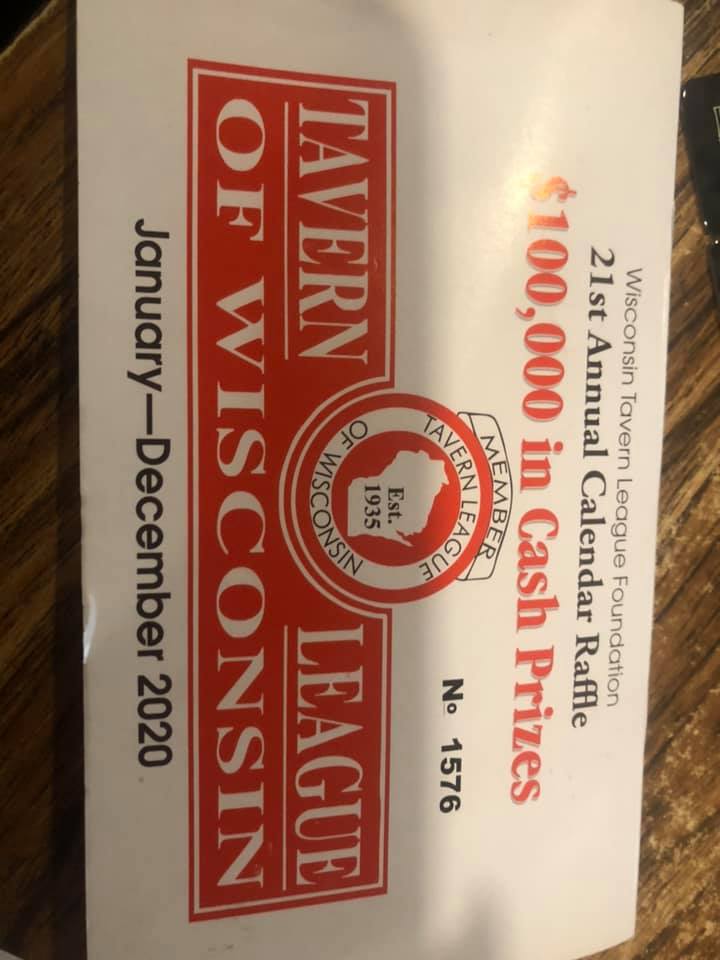 Wisconsin Tavern League Foundation
21st Annual Calendar Raffle
$100,000 in Cash Prizes
Nº 1576
MEMBER
TAVERN LEAGUE
OF WISCONSIN
Est.
1935
TAVERN LEAGUE
OF WISCONSIN
January—December 2020